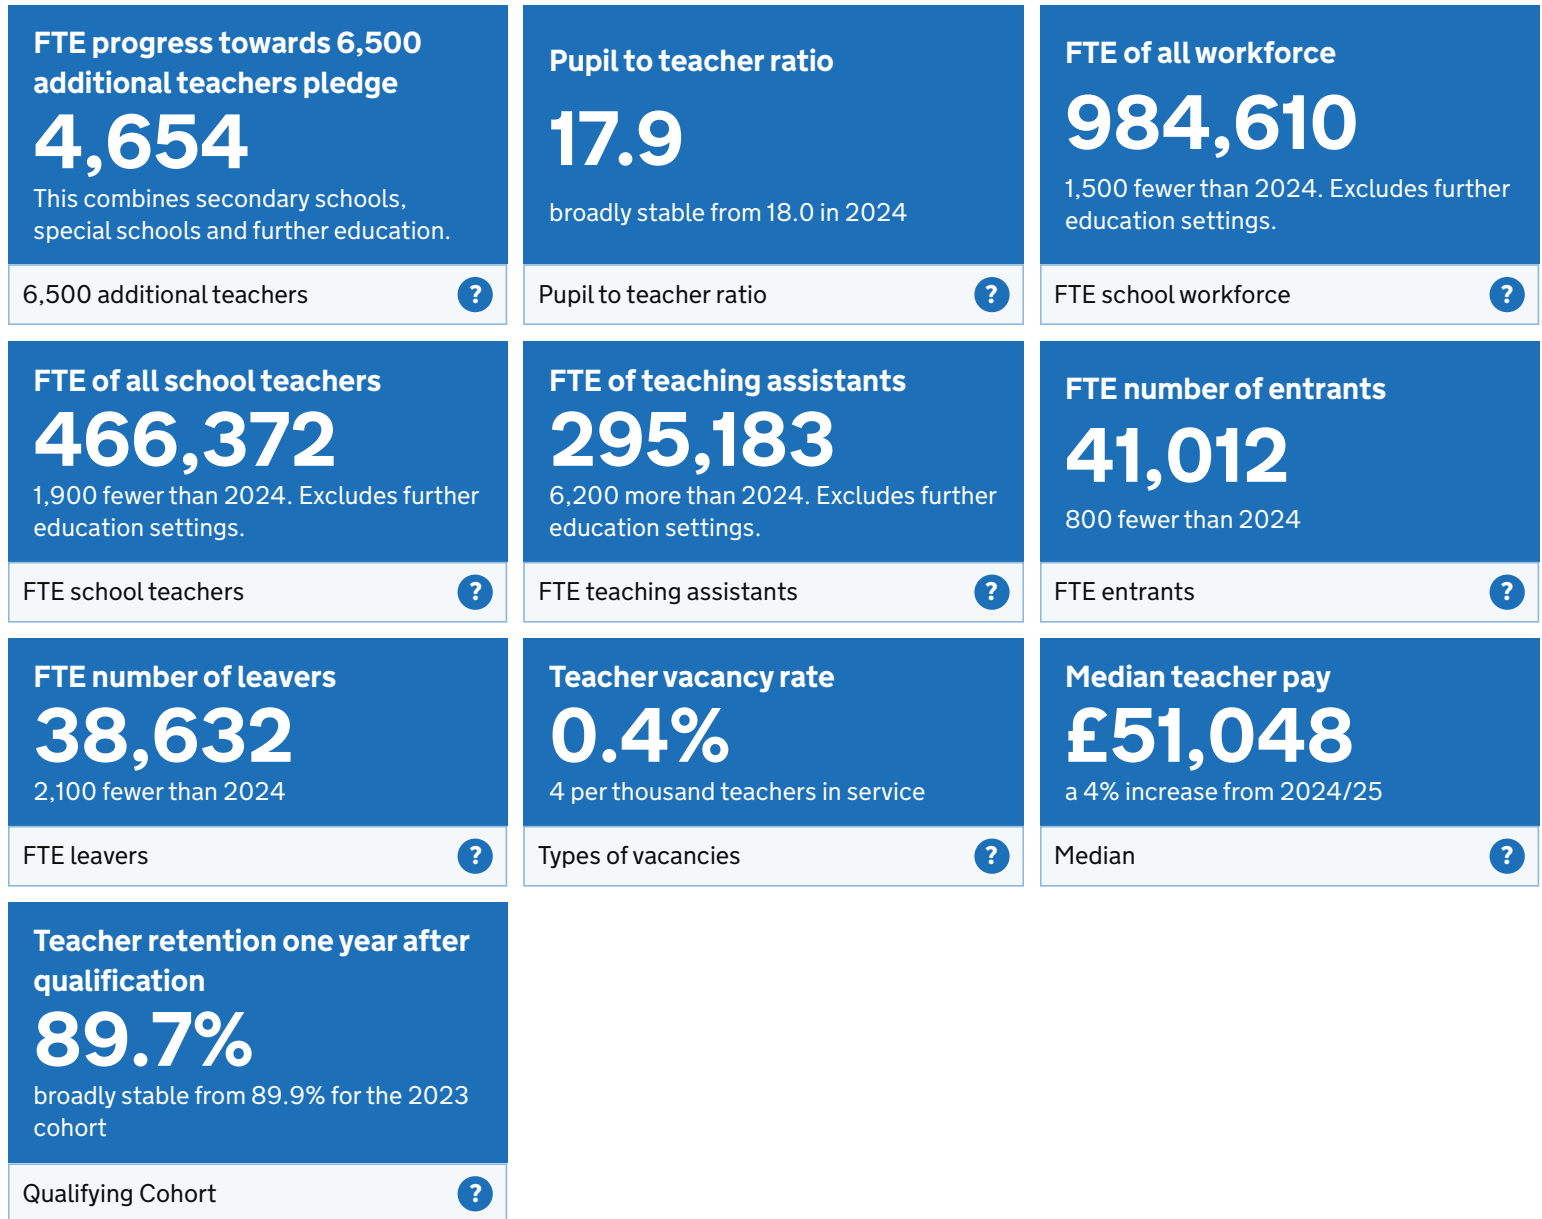 FTE progress towards 6,500
additional teachers pledge
4,654
This combines secondary schools,
special schools and further education.
6,500 additional teachers
?
Pupil to teacher ratio
17.9
broadly stable from 18.0 in 2024
Pupil to teacher ratio
?
FTE of all workforce
984,610
1,500 fewer than 2024. Excludes further
education settings.
FTE school workforce
?
FTE of all school teachers
466,372
1,900 fewer than 2024. Excludes further
education settings.
FTE school teachers
?
FTE of teaching assistants
295,183
6,200 more than 2024. Excludes further
education settings.
FTE teaching assistants
?
FTE number of entrants
41,012
800 fewer than 2024
FTE entrants
?
FTE number of leavers
38,632
2,100 fewer than 2024
FTE leavers
?
Teacher vacancy rate
0.4%
4 per thousand teachers in service
Types of vacancies
?
Median teacher pay
£51,048
a 4% increase from 2024/25
Median
?
Teacher retention one year after
qualification
89.7%
broadly stable from 89.9% for the 2023
cohort
Qualifying Cohort
?